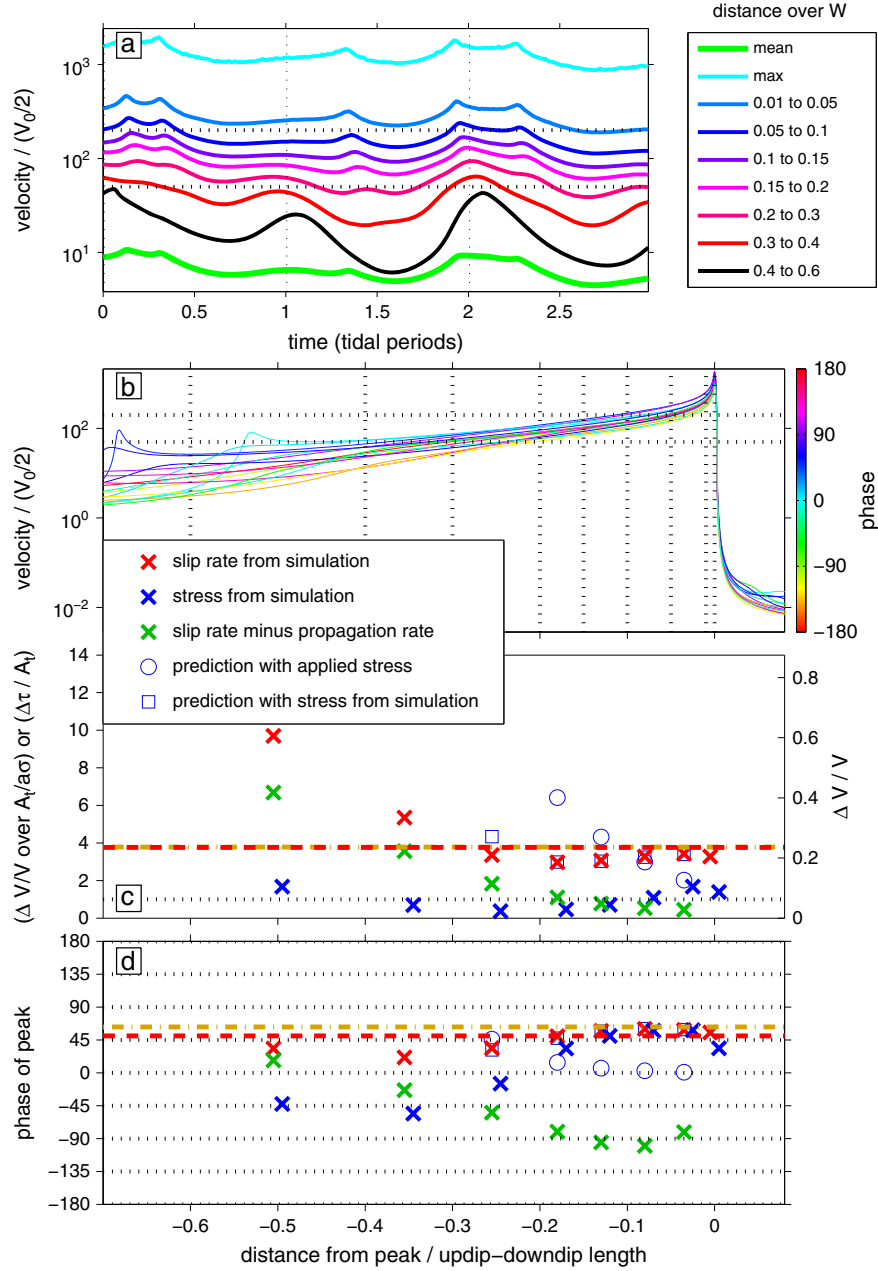 distance over W
a
mean
max
0.01 to 0.05
0.05 to 0.1
0.1 to 0.15
0.15 to 0.2
0.2 to 0.3
0.3 to 0.4
0.4 to 0.6
velocity / (V₀/2)
10³
10²
10¹
0 0.5 1 1.5 2 2.5
time (tidal periods)
b
velocity / (V₀/2)
10²
10⁰
10⁻²
180
90
0
−90
−180
phase
slip rate from simulation
stress from simulation
slip rate minus propagation rate
prediction with applied stress
prediction with stress from simulation
(Δ V/V over Aₜ/aσ) or (Δτ / Aₜ)
14
12
10
8
6
4
2
0
c
0.8
0.6
0.4
0.2
0
Δ V / V
d
phase of peak
180
135
90
45
0
−45
−90
−135
−180
−0.6 −0.5 −0.4 −0.3 −0.2 −0.1 0
distance from peak / updip−downdip length